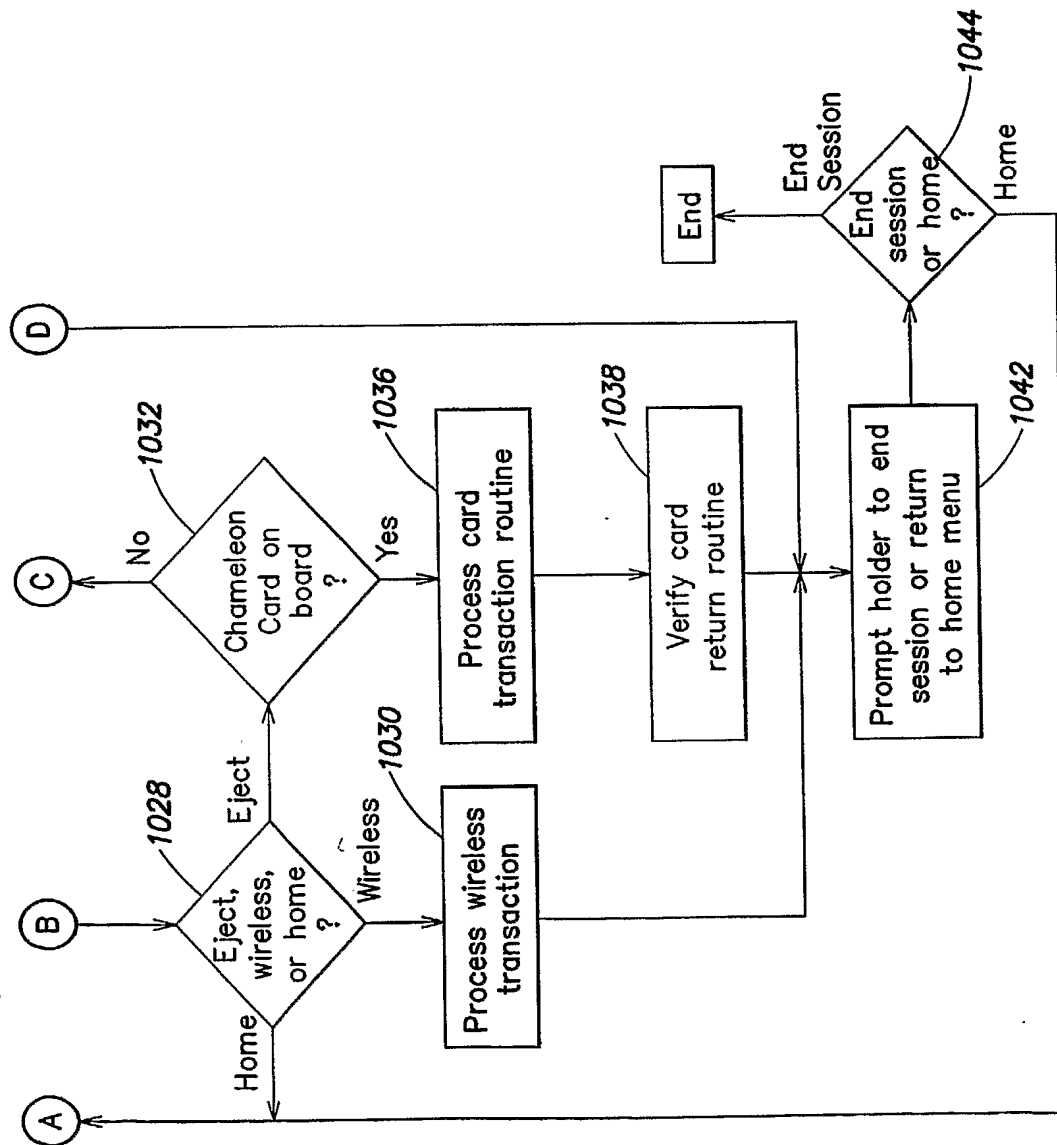 A
B
C
D
Home
Eject,
wireless,
or home
?
1028
Eject
Wireless
Chameleon
Card on
board
?
1032
No
Yes
Process wireless
transaction
1030
Process card
transaction routine
1036
Verify card
return routine
1038
Prompt holder to end
session or return
to home menu
1042
End
session
or home
?
1044
End
Session
Home
End